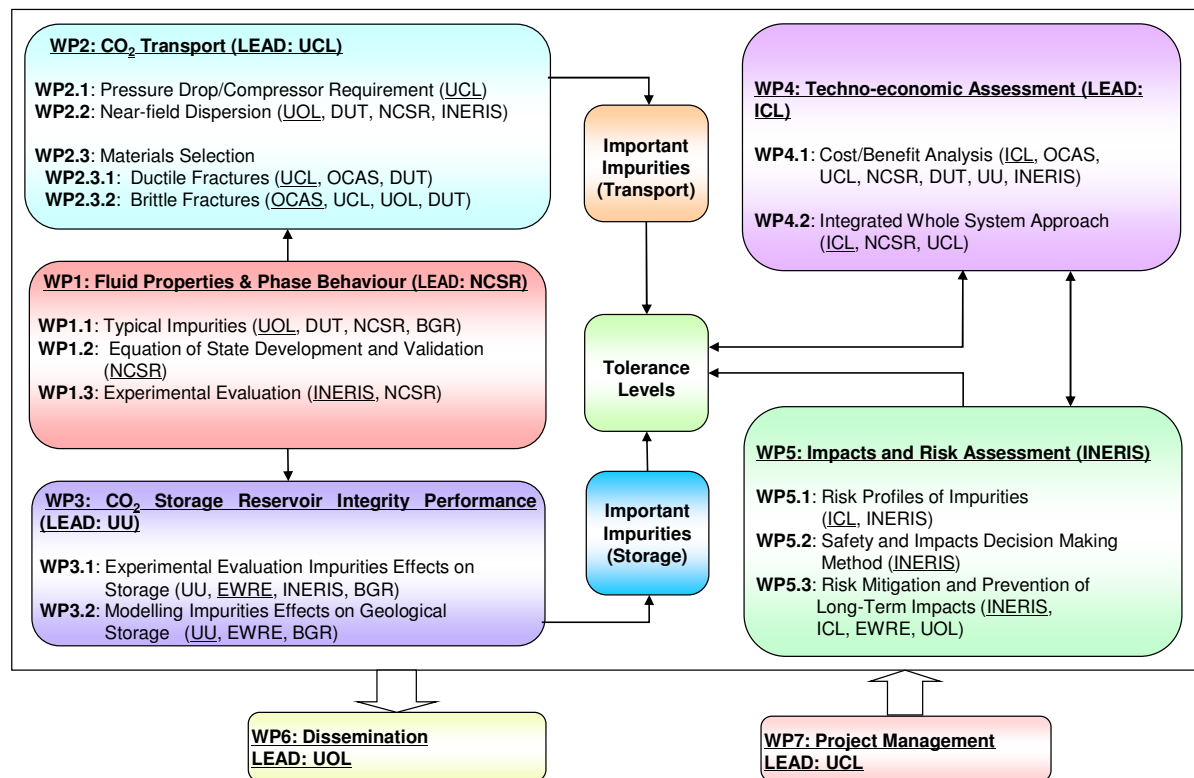 WP2: CO2 Transport (LEAD: UCL)
WP2.1: Pressure Drop/Compressor Requirement (UCL)
WP2.2: Near-field Dispersion (UOL, DUT, NCSR, INERIS)
WP2.3: Materials Selection
WP2.3.1: Ductile Fractures (UCL, OCAS, DUT)
WP2.3.2: Brittle Fractures (OCAS, UCL, UOL, DUT)
WP1: Fluid Properties & Phase Behaviour (LEAD: NCSR)
WP1.1: Typical Impurities (UOL, DUT, NCSR, BGR)
WP1.2: Equation of State Development and Validation
(NCSR)
WP1.3: Experimental Evaluation (INERIS, NCSR)
WP3: CO2 Storage Reservoir Integrity Performance
(LEAD: UU)
WP3.1: Experimental Evaluation Impurities Effects on
Storage (UU, EWRE, INERIS, BGR)
WP3.2: Modelling Impurities Effects on Geological
Storage (UU, EWRE, BGR)
Important
Impurities
(Transport)
Tolerance
Levels
Important
Impurities
(Storage)
WP4: Techno-economic Assessment (LEAD:
ICL)
WP4.1: Cost/Benefit Analysis (ICL, OCAS,
UCL, NCSR, DUT, UU, INERIS)
WP4.2: Integrated Whole System Approach
(ICL, NCSR, UCL)
WP5: Impacts and Risk Assessment (INERIS)
WP5.1: Risk Profiles of Impurities
(ICL, INERIS)
WP5.2: Safety and Impacts Decision Making
Method (INERIS)
WP5.3: Risk Mitigation and Prevention of
Long-Term Impacts (INERIS,
ICL, EWRE, UOL)
WP6: Dissemination
LEAD: UOL
WP7: Project Management
LEAD: UCL